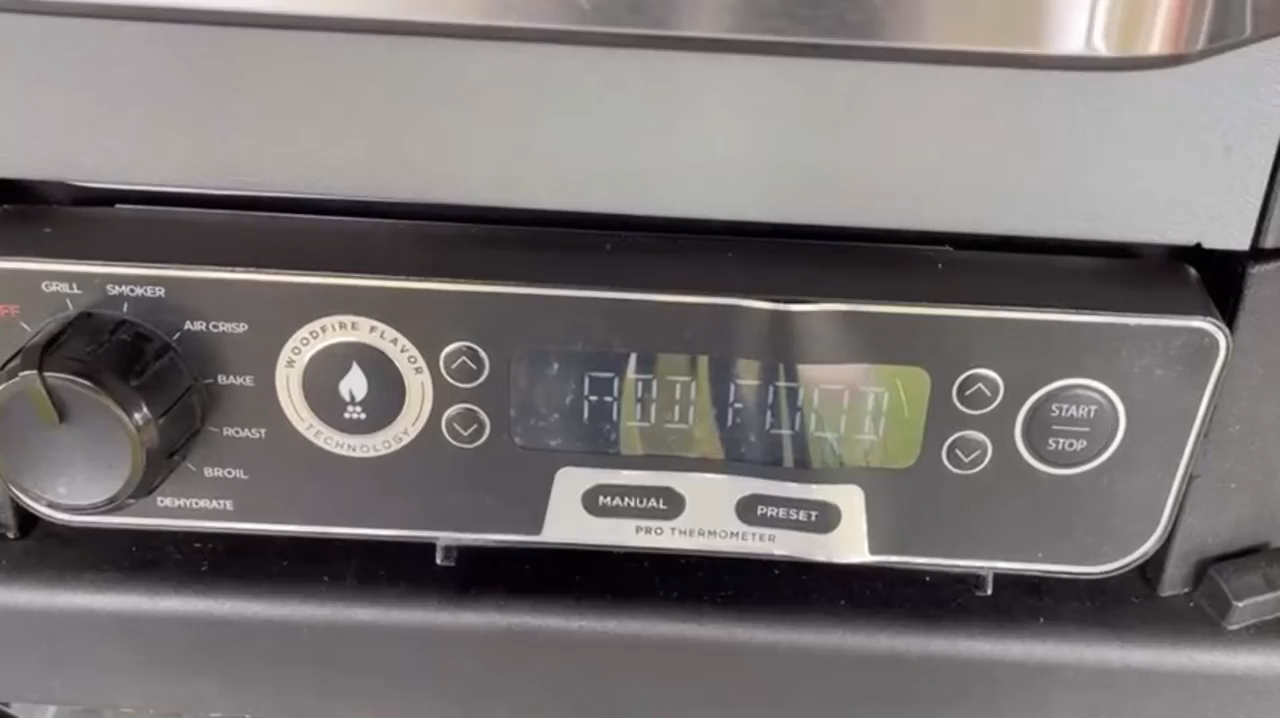 FF
GRILL
SMOKER
AIR CRISP
BAKE
ROAST
BROIL
DEHYDRATE
WOODFIRE FLAVOR
TECHNOLOGY
ADD FOOD
MANUAL
PRESET
PRO THERMOMETER
START
STOP